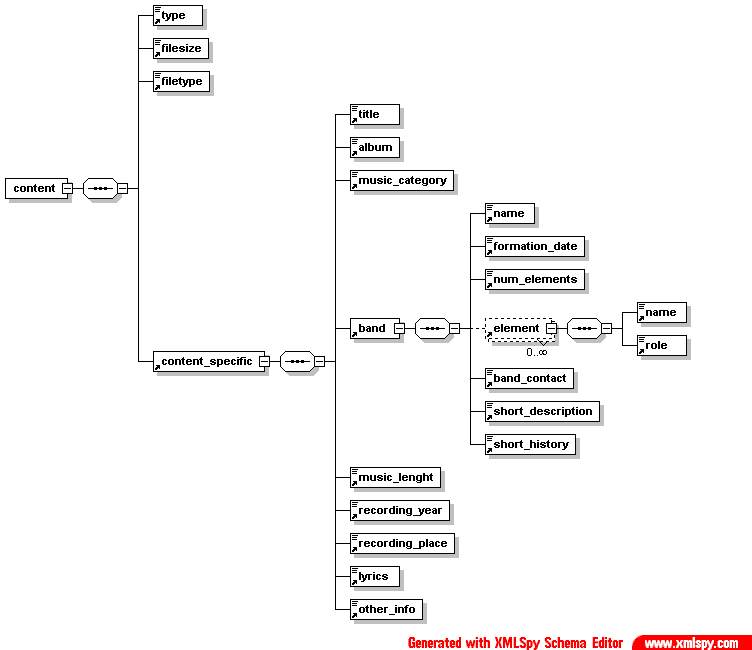 type
filesize
filetype
title
album
content
music_category
name
formation_date
num_elements
name
band
element
role
0..∞
content_specific
band_contact
short_description
short_history
music_lenght
recording_year
recording_place
lyrics
other_info
Generated with XMLSpy Schema Editor www.xmlspy.com